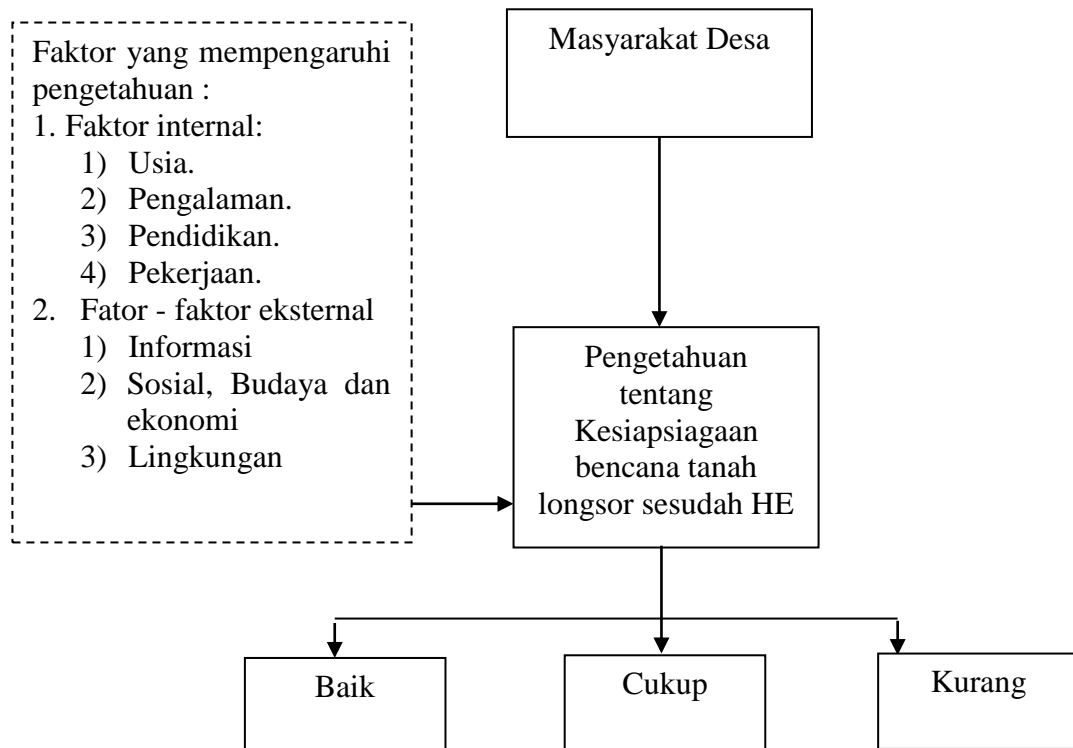 Faktor yang mempengaruhi
pengetahuan :
1. Faktor internal:
1) Usia.
2) Pengalaman.
3) Pendidikan.
4) Pekerjaan.
2. Fator - faktor eksternal
1) Informasi
2) Sosial, Budaya dan
ekonomi
3) Lingkungan
Masyarakat Desa
Pengetahuan
tentang
Kesiapsiagaan
bencana tanah
longsor sesudah HE
Baik
Cukup
Kurang